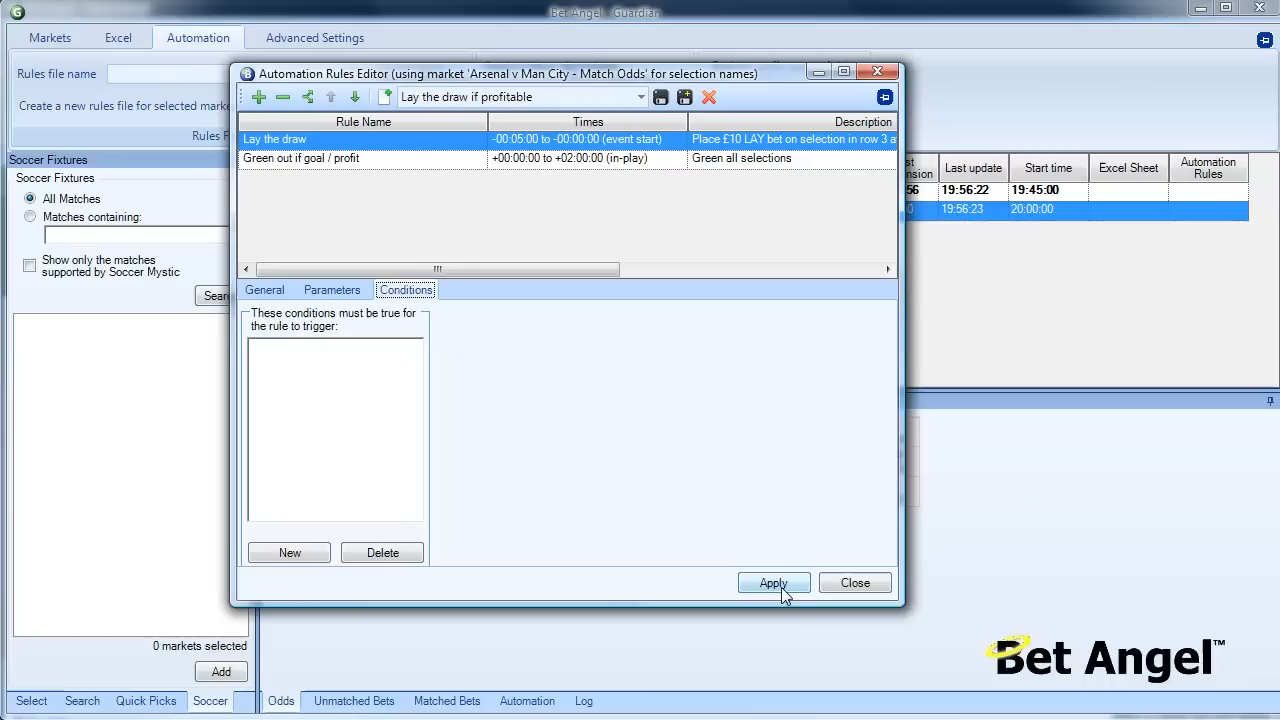 Bet Angel - Guardian
Markets
Excel
Automation
Advanced Settings
Rules file name
Create a new rules file for selected marke
Rules F
Soccer Fixtures
Soccer Fixtures
All Matches
Matches containing:
Show only the matches
supported by Soccer Mystic
Searc
0 markets selected
Add
Select
Search
Quick Picks
Soccer
Automation Rules Editor (using market 'Arsenal v Man City - Match Odds' for selection names)
Lay the draw if profitable
Rule Name
Times
Description
Lay the draw
-00:05:00 to -00:00:00 (event start)
Place £10 LAY bet on selection in row 3 a
Green out if goal / profit
+00:00:00 to +02:00:00 (in-play)
Green all selections
General
Parameters
Conditions
These conditions must be true for
the rule to trigger:
New
Delete
Apply
Close
st
nsion
Last update
Start time
Excel Sheet
Automation
Rules
56
19:56:22
19:45:00
0
19:56:23
20:00:00
Odds
Unmatched Bets
Matched Bets
Automation
Log
Bet Angel™